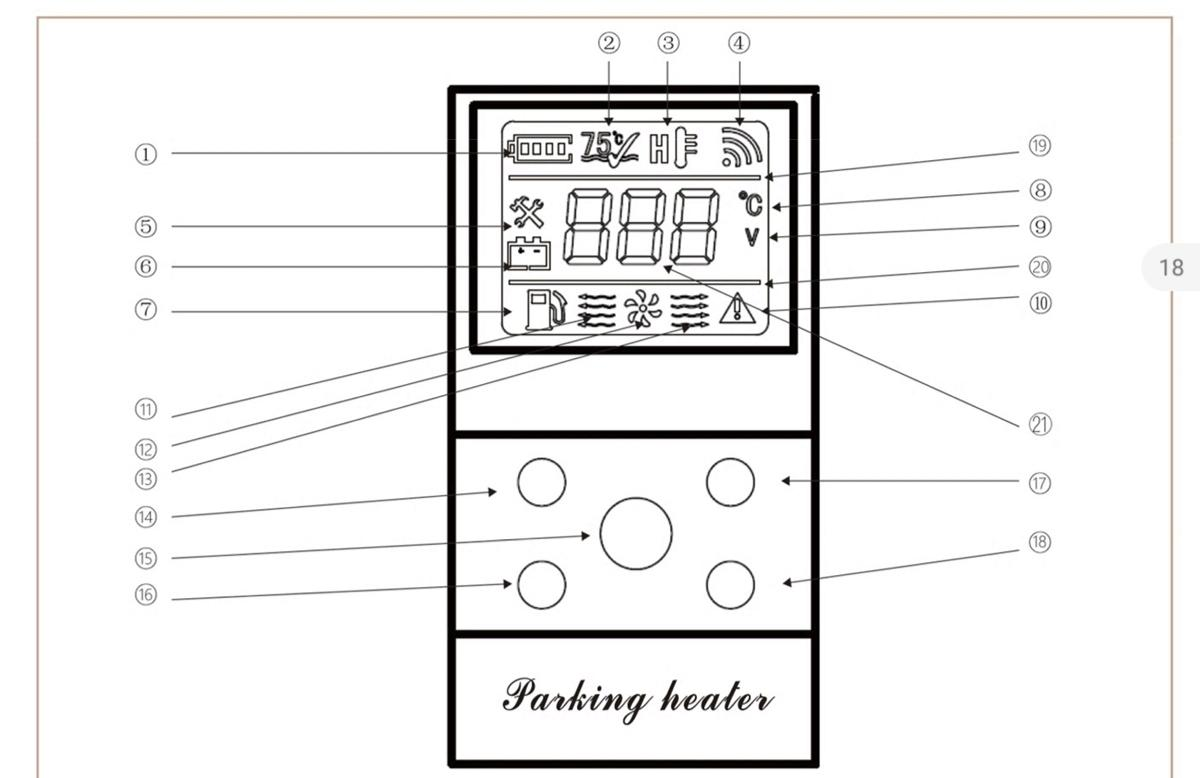 ② ③ ④
① 75℃ H
⑲
⑤ 888 ℃ ⑧
V ⑨
⑥ + - ⑳ 18
⑦ ⑩
⑪ ㉑
⑫
⑬ ⑰
⑭
⑮ ⑱
⑯
Parking heater